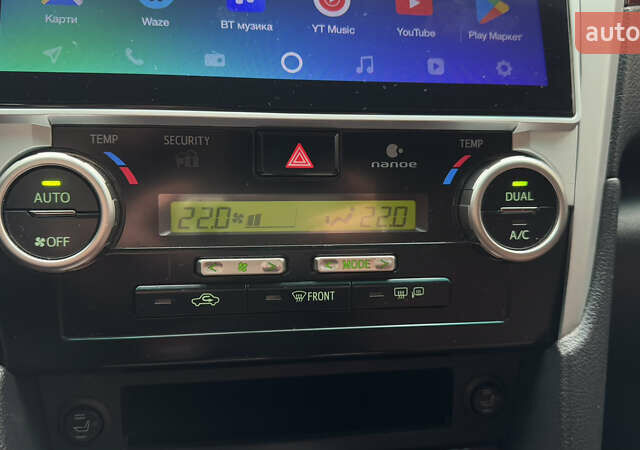 Карти
Waze
BT музика
YT Music
YouTube
Play Маркет
auto
TEMP
SECURITY
nanoe
TEMP
AUTO
OFF
22.0
22.0
DUAL
A/C
MODE
FRONT